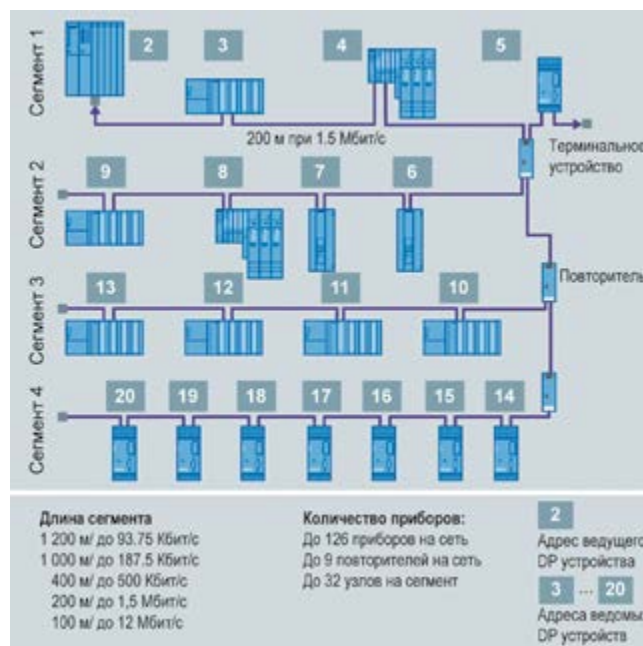 Сегмент 1
2
3
4
5
200 м при 1.5 Мбит/с
Терминальное
устройство
Сегмент 2
9
8
7
6
Повторитель
Сегмент 3
13
12
11
10
Сегмент 4
20
19
18
17
16
15
14
Длина сегмента
1 200 м/ до 93.75 Кбит/с
1 000 м/ до 187.5 Кбит/с
400 м/ до 500 Кбит/с
200 м/ до 1,5 Мбит/с
100 м/ до 12 Мбит/с
Количество приборов:
До 126 приборов на сеть
До 9 повторителей на сеть
До 32 узлов на сегмент
2
Адрес ведущего
DP устройства
3 ... 20
Адреса ведомых
DP устройств